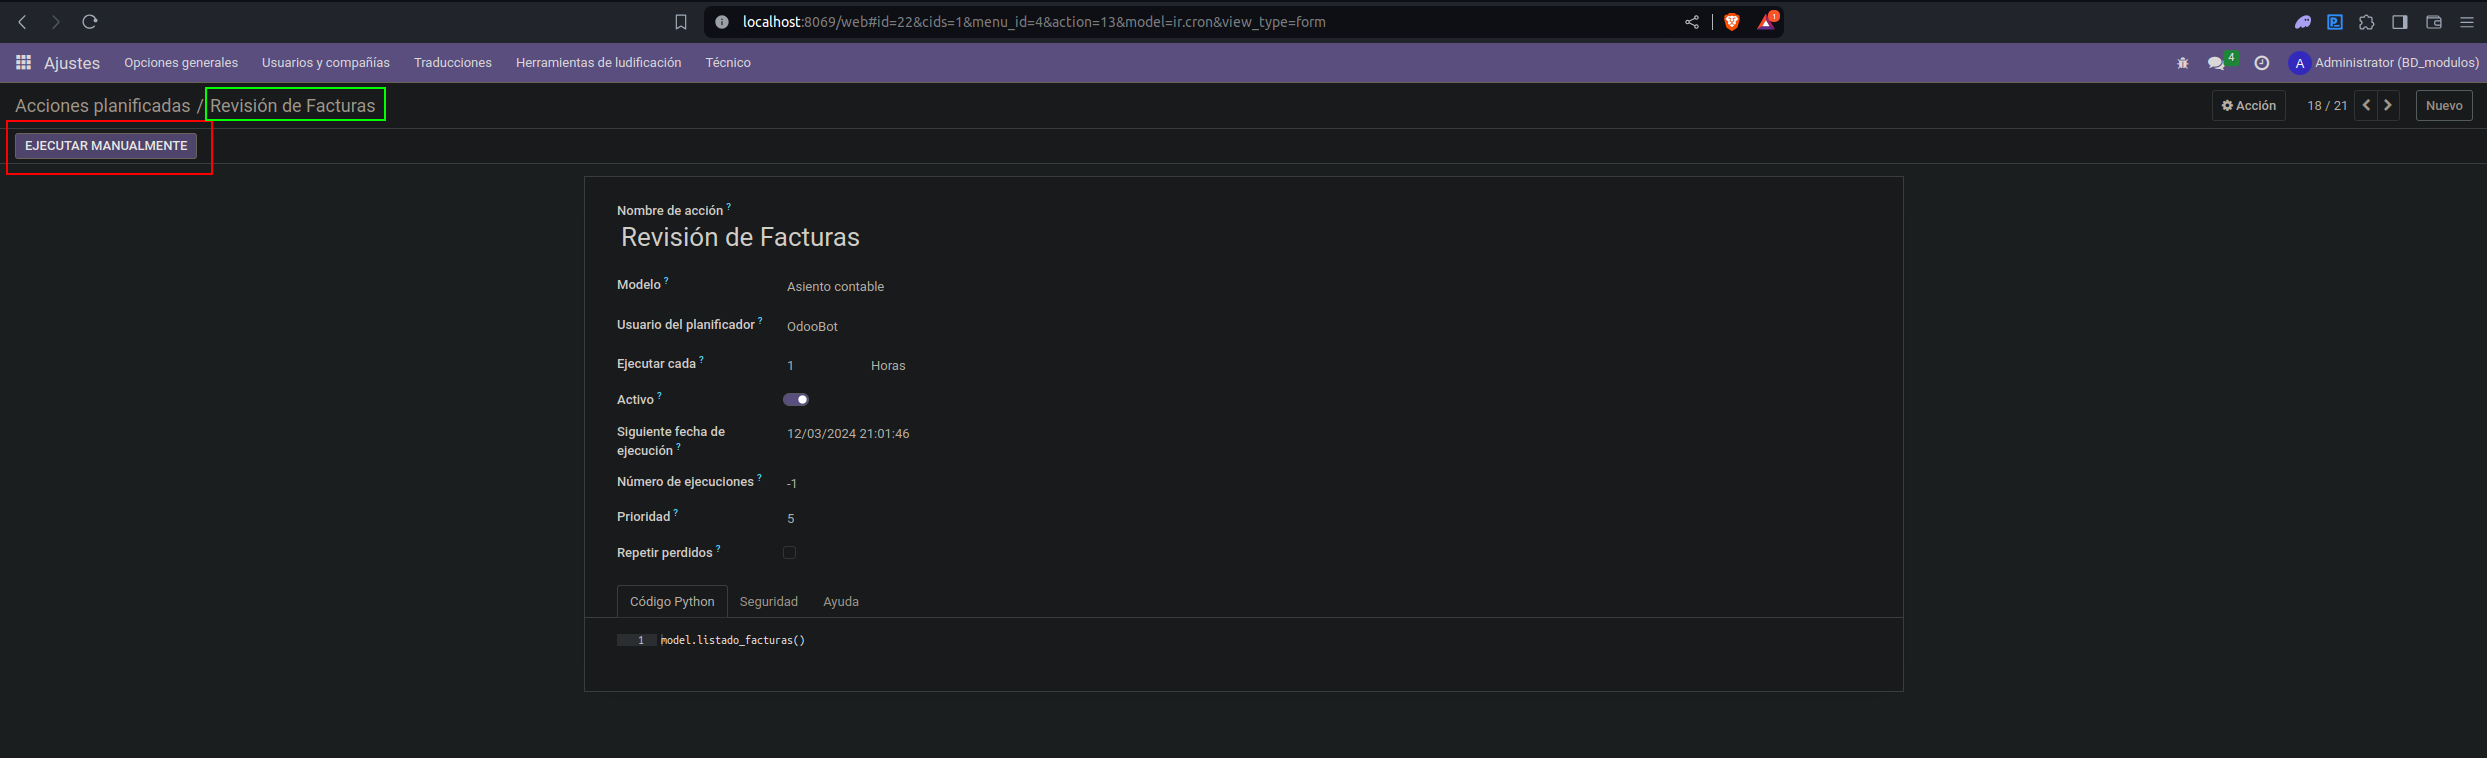 localhost:8069/web#id=22&cids=1&menu_id=4&action=13&model=ir.cron&view_type=form
1
Ajustes Opciones generales Usuarios y compañías Traducciones Herramientas de ludificación Técnico 4 A Administrator (BD_modulos)
Acciones planificadas / Revisión de Facturas Acción 18 / 21 Nuevo
EJECUTAR MANUALMENTE
Nombre de acción ?
Revisión de Facturas
Modelo ? Asiento contable
Usuario del planificador ? OdooBot
Ejecutar cada ? 1 Horas
Activo ?
Siguiente fecha de ejecución ? 12/03/2024 21:01:46
Número de ejecuciones ? -1
Prioridad ? 5
Repetir perdidos ?
Código Python Seguridad Ayuda
1 model.listado_facturas()